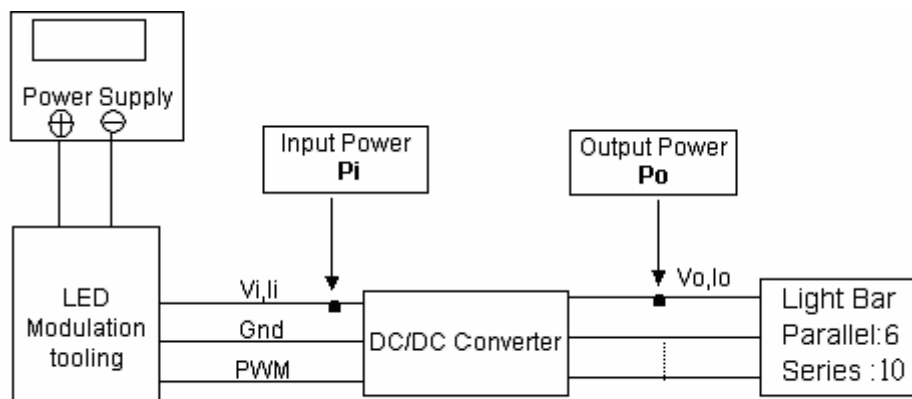 Power Supply
Input Power
Pi
Output Power
Po
LED
Modulation
tooling
Vi,Ii
Gnd
PWM
DC/DC Converter
Vo,Io
Light Bar
Parallel:6
Series :10